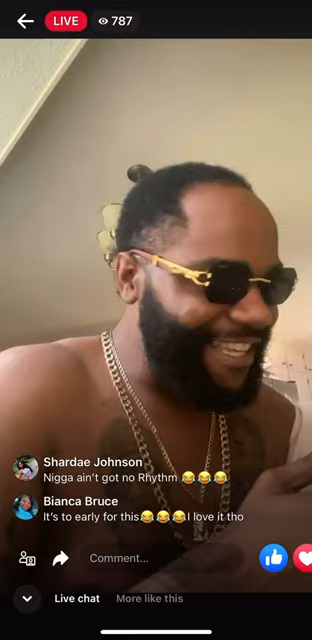 LIVE 787
Shardae Johnson
Nigga ain't got no Rhythm 😂😂😂
Bianca Bruce
It's to early for this😂😂😂I love it tho
Comment...
Live chat More like this